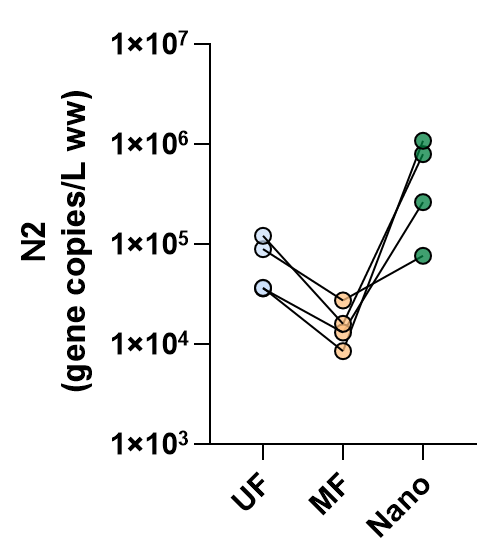 N2
(gene copies/L ww)
1×10⁷
1×10⁶
1×10⁵
1×10⁴
1×10³
UF
MF
Nano